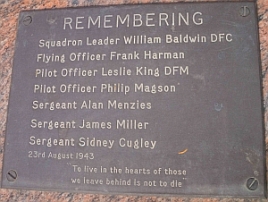 REMEMBERING
Squadron Leader William Baldwin DFC
Flying Officer Frank Harman
Pilot Officer Leslie King DFM
Pilot Officer Philip Magson
Sergeant Alan Menzies
Sergeant James Miller
Sergeant Sidney Cugley
23rd August 1943
"To live in the hearts of those
we leave behind is not to die"